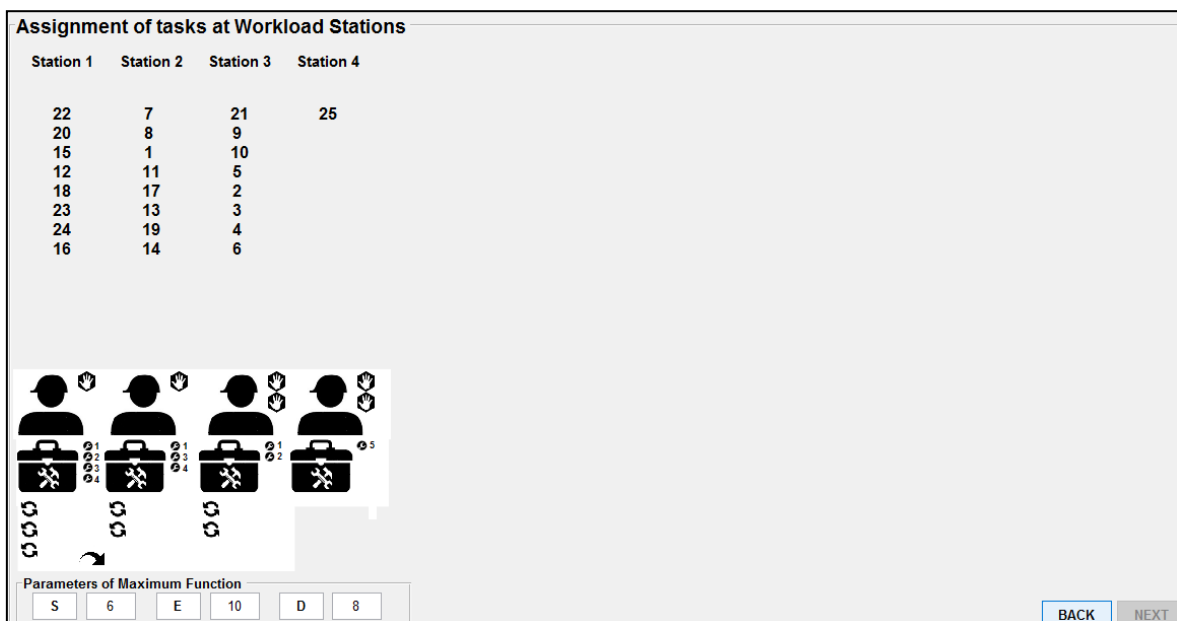 Assignment of tasks at Workload Stations
Station 1 Station 2 Station 3 Station 4
22 7 21 25
20 8 9
15 1 10
12 11 5
18 17 2
23 13 3
24 19 4
16 14 6
1 1 1 5
2 3 2
3 4
4
Parameters of Maximum Function
S 6 E 10 D 8
BACK NEXT